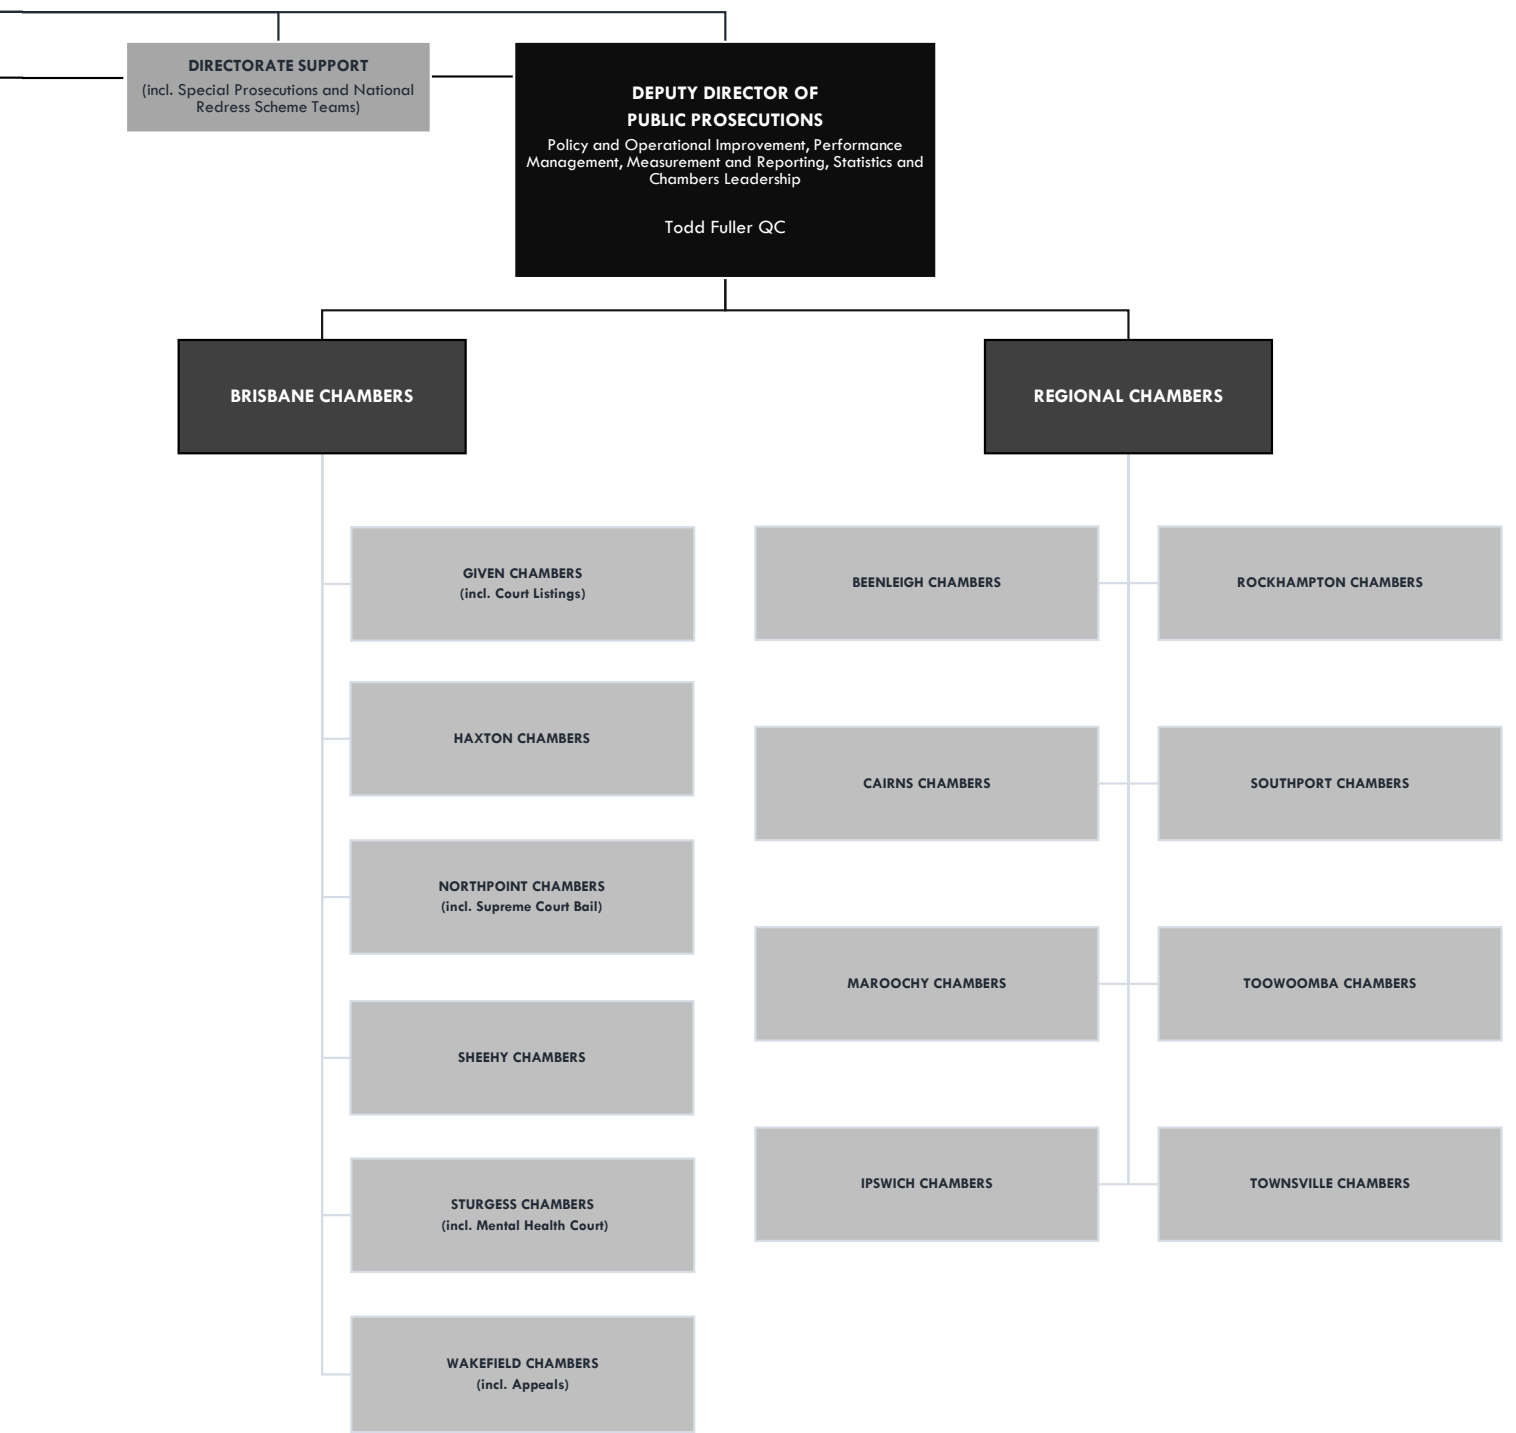 DIRECTORATE SUPPORT
(incl. Special Prosecutions and National
Redress Scheme Teams)
DEPUTY DIRECTOR OF
PUBLIC PROSECUTIONS
Policy and Operational Improvement, Performance
Management, Measurement and Reporting, Statistics and
Chambers Leadership
Todd Fuller QC
BRISBANE CHAMBERS
REGIONAL CHAMBERS
GIVEN CHAMBERS
(incl. Court Listings)
HAXTON CHAMBERS
NORTHPOINT CHAMBERS
(incl. Supreme Court Bail)
SHEEHY CHAMBERS
STURGESS CHAMBERS
(incl. Mental Health Court)
WAKEFIELD CHAMBERS
(incl. Appeals)
BEENLEIGH CHAMBERS
ROCKHAMPTON CHAMBERS
CAIRNS CHAMBERS
SOUTHPORT CHAMBERS
MAROOCHY CHAMBERS
TOOWOOMBA CHAMBERS
IPSWICH CHAMBERS
TOWNSVILLE CHAMBERS